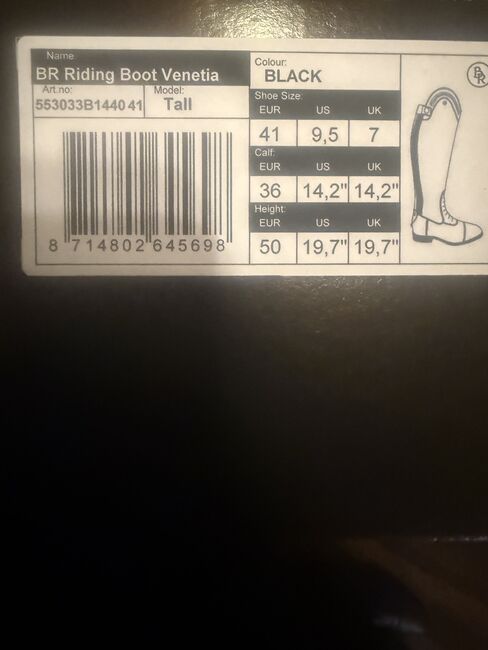 Name:
BR Riding Boot Venetia
Art.no: Model:
553033B1440 41 Tall
8 714802 645698
Colour:
BLACK
Shoe Size:
EUR US UK
41 9,5 7
Calf:
EUR US UK
36 14,2" 14,2"
Height:
EUR US UK
50 19,7" 19,7"
BR